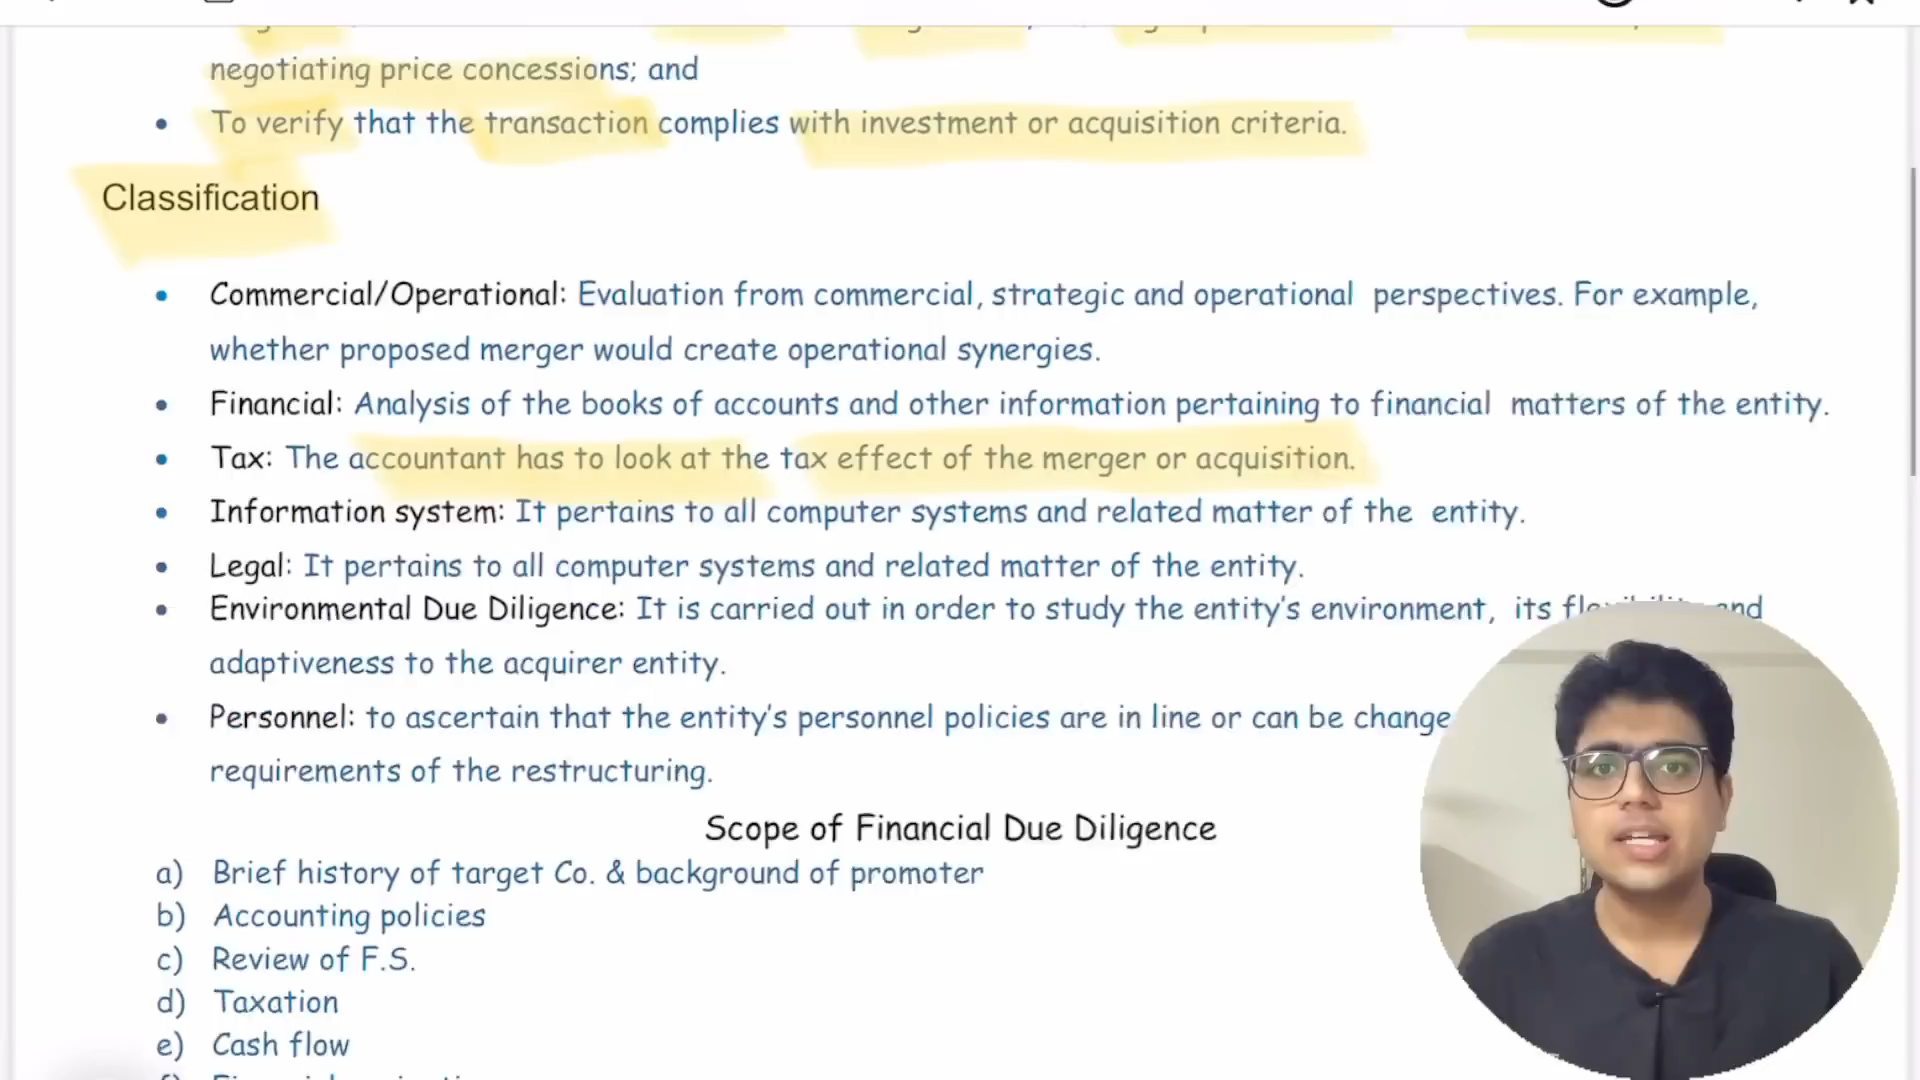 negotiating price concessions; and
• To verify that the transaction complies with investment or acquisition criteria.
Classification
• Commercial/Operational: Evaluation from commercial, strategic and operational perspectives. For example,
whether proposed merger would create operational synergies.
• Financial: Analysis of the books of accounts and other information pertaining to financial matters of the entity.
• Tax: The accountant has to look at the tax effect of the merger or acquisition.
• Information system: It pertains to all computer systems and related matter of the entity.
• Legal: It pertains to all computer systems and related matter of the entity.
• Environmental Due Diligence: It is carried out in order to study the entity's environment, its and
adaptiveness to the acquirer entity.
• Personnel: to ascertain that the entity's personnel policies are in line or can be change
requirements of the restructuring.
Scope of Financial Due Diligence
a) Brief history of target Co. & background of promoter
b) Accounting policies
c) Review of F.S.
d) Taxation
e) Cash flow